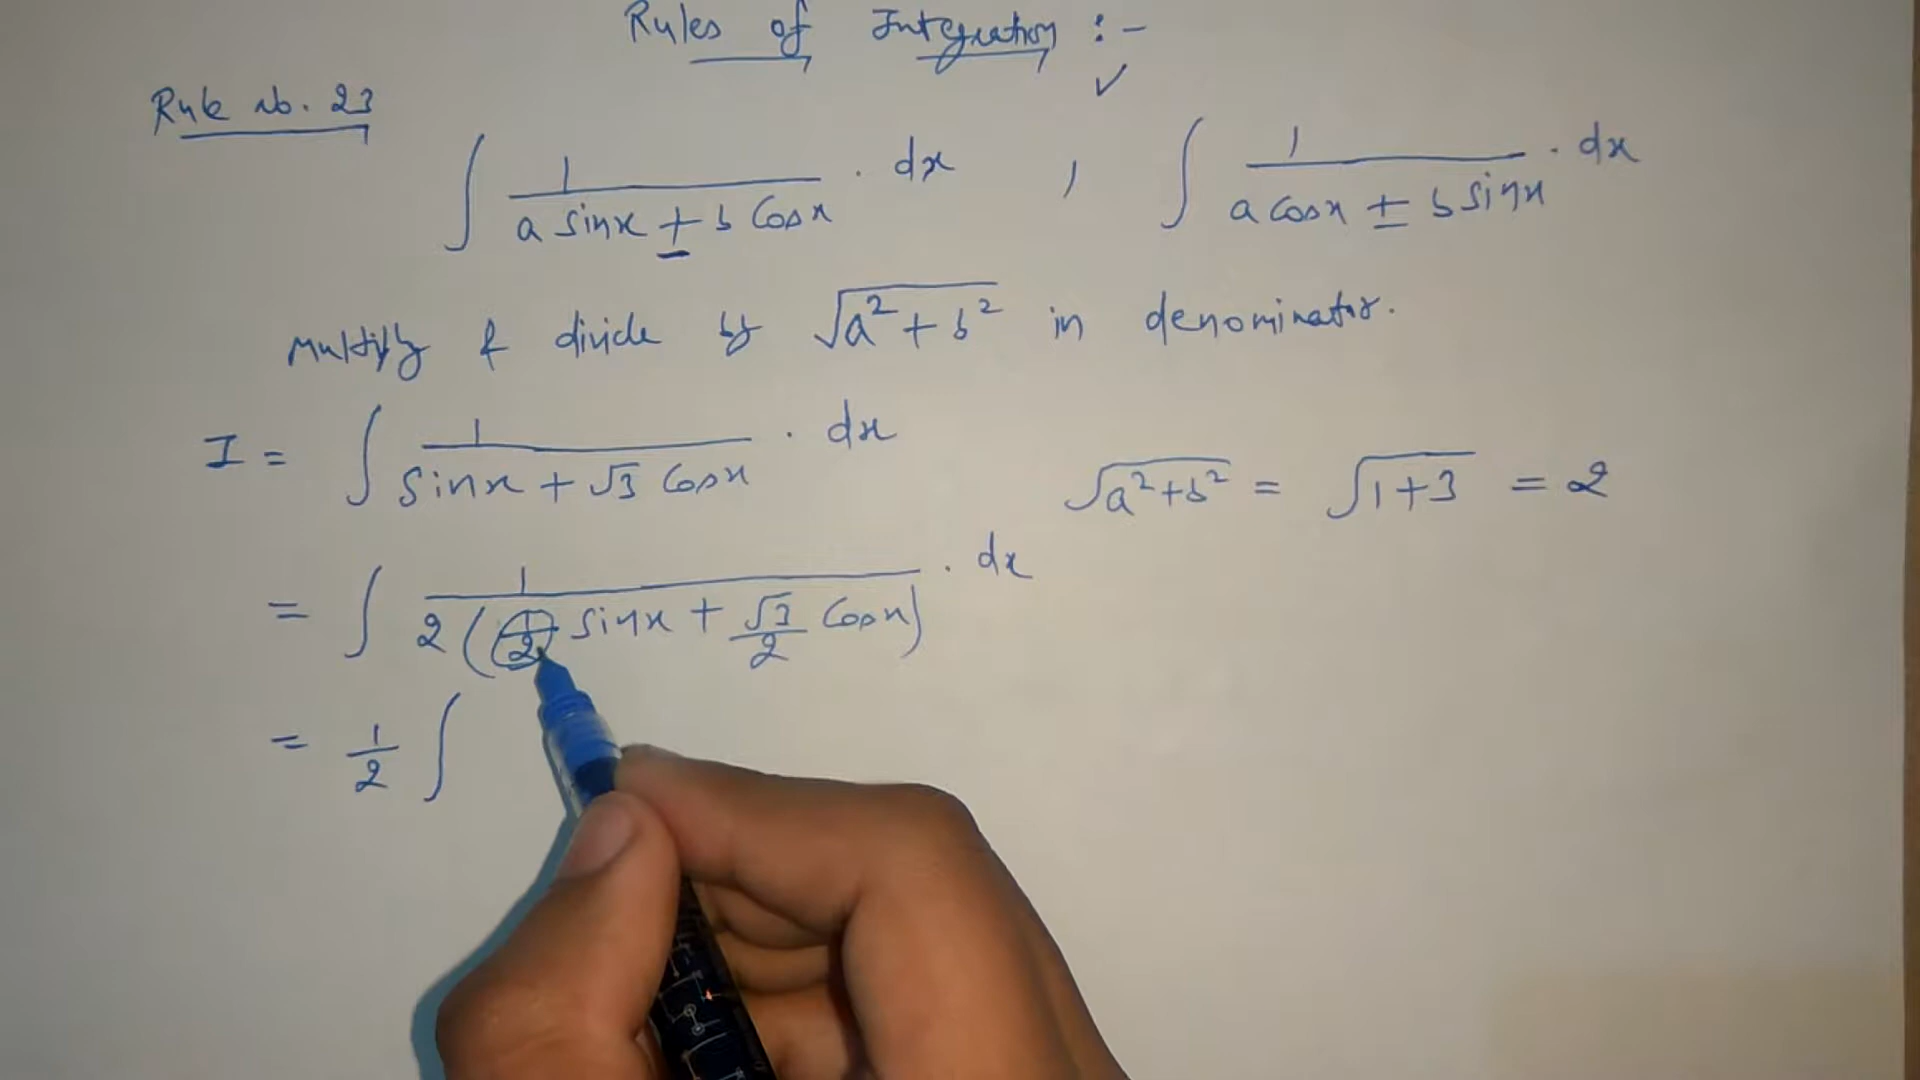 Rules of Integration :-
Rule no. 23 ✓
∫ 1/(a sinx + b cosx) . dx , ∫ 1/(a cosx ± b sinx) . dx
Multiply & divide by √(a² + b²) in denominator.
I = ∫ 1/(sinx + √3 cosx) . dx √(a²+b²) = √(1+3) = 2
= ∫ 1/(2(1/2 sinx + √3/2 cosx)) . dx
= 1/2 ∫